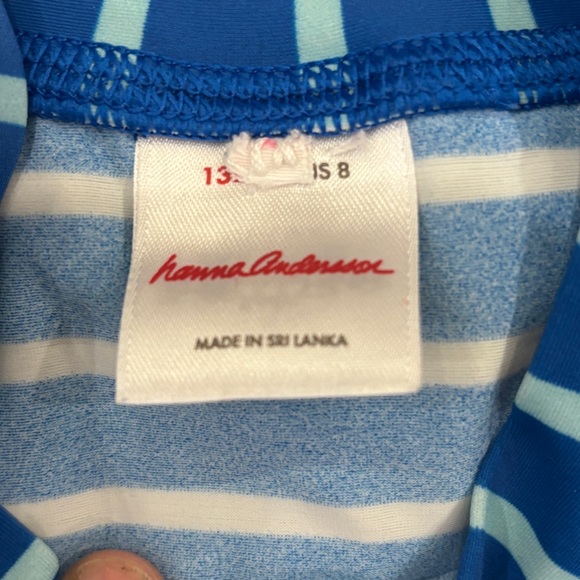 13 US 8
hanna Andersson
MADE IN SRI LANKA